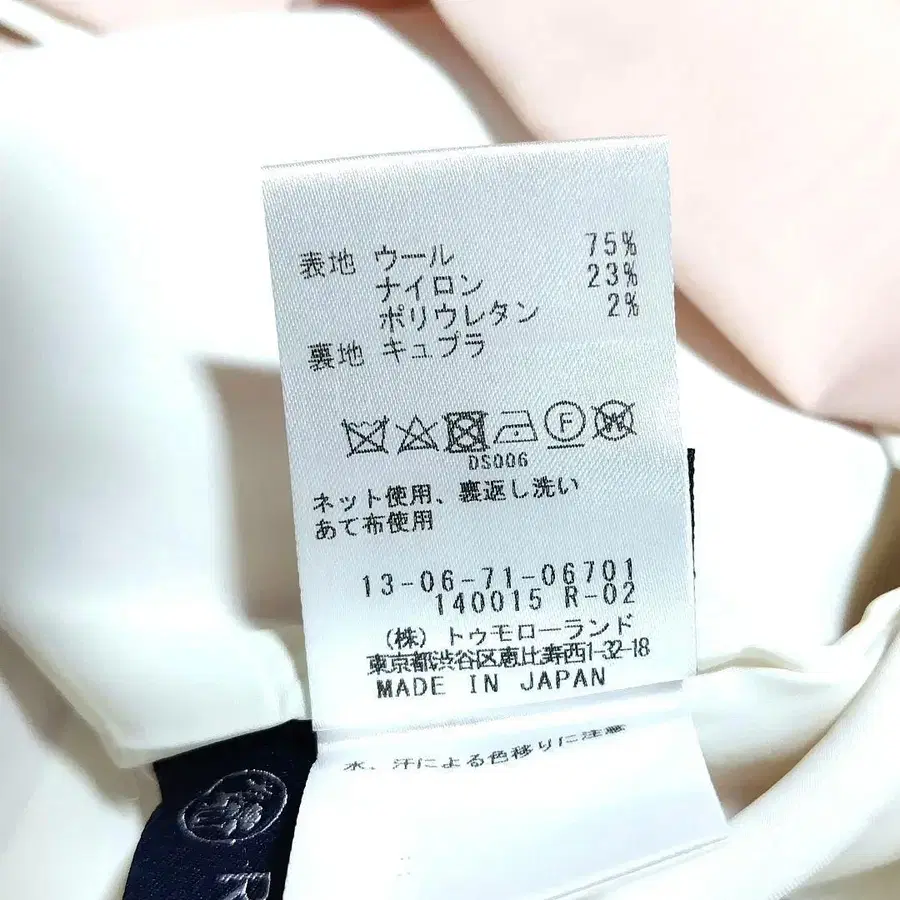 表地 ウール 75%
ナイロン 23%
ポリウレタン 2%
裏地 キュプラ
F W
DS006
ネット使用、裏返し洗い
あて布使用
13-06-71-06701
140015 R-02
(株) トゥモローランド
東京都渋谷区恵比寿西1-32-18
MADE IN JAPAN
水、汗による色移りに注意
R